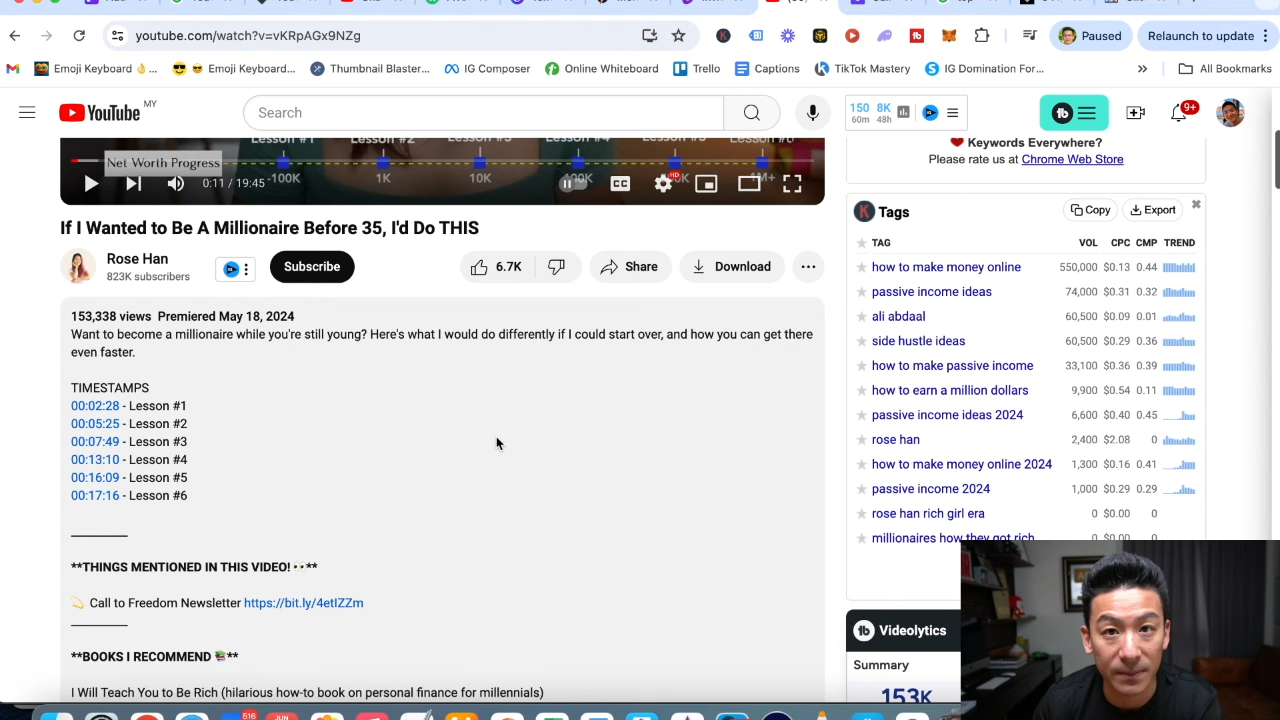 youtube.com/watch?v=vKRpAGx9NZg
Paused
Relaunch to update
Emoji Keyboard 👌 ...
Emoji Keyboard...
Thumbnail Blaster...
IG Composer
Online Whiteboard
Trello
Captions
TikTok Mastery
IG Domination For...
All Bookmarks
YouTube MY
Search
150 8K
60m 48h
9+
Net Worth Progress
-100K
1K
10K
1M+
0:11 / 19:45
CC
HD
Keywords Everywhere?
Please rate us at Chrome Web Store
If I Wanted to Be A Millionaire Before 35, I'd Do THIS
Rose Han
823K subscribers
Subscribe
6.7K
Share
Download
153,338 views Premiered May 18, 2024
Want to become a millionaire while you're still young? Here's what I would do differently if I could start over, and how you can get there
even faster.
TIMESTAMPS
00:02:28 - Lesson #1
00:05:25 - Lesson #2
00:07:49 - Lesson #3
00:13:10 - Lesson #4
00:16:09 - Lesson #5
00:17:16 - Lesson #6
**THINGS MENTIONED IN THIS VIDEO! 👀**
💫 Call to Freedom Newsletter https://bit.ly/4etIZZm
**BOOKS I RECOMMEND 📚**
I Will Teach You to Be Rich (hilarious how-to book on personal finance for millennials)
Tags
Copy
Export
TAG VOL CPC CMP TREND
how to make money online 550,000 $0.13 0.44
passive income ideas 74,000 $0.31 0.32
ali abdaal 60,500 $0.09 0.01
side hustle ideas 60,500 $0.29 0.36
how to make passive income 33,100 $0.36 0.39
how to earn a million dollars 9,900 $0.54 0.11
passive income ideas 2024 6,600 $0.40 0.45
rose han 2,400 $2.08 0
how to make money online 2024 1,300 $0.16 0.41
passive income 2024 1,000 $0.29 0.29
rose han rich girl era 0 $0.00 0
millionaires how they got rich 0 $0.00 0
Videolytics
Summary
153K
516
JUN